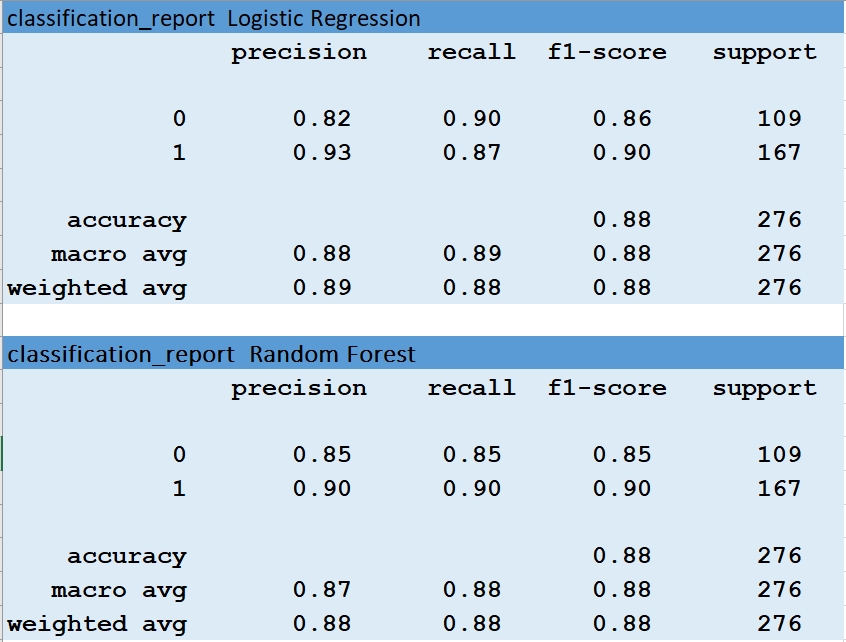 classification_report  Logistic Regression
precision recall f1-score support
0 0.82 0.90 0.86 109
1 0.93 0.87 0.90 167
accuracy 0.88 276
macro avg 0.88 0.89 0.88 276
weighted avg 0.89 0.88 0.88 276
classification_report  Random Forest
precision recall f1-score support
0 0.85 0.85 0.85 109
1 0.90 0.90 0.90 167
accuracy 0.88 276
macro avg 0.87 0.88 0.88 276
weighted avg 0.88 0.88 0.88 276